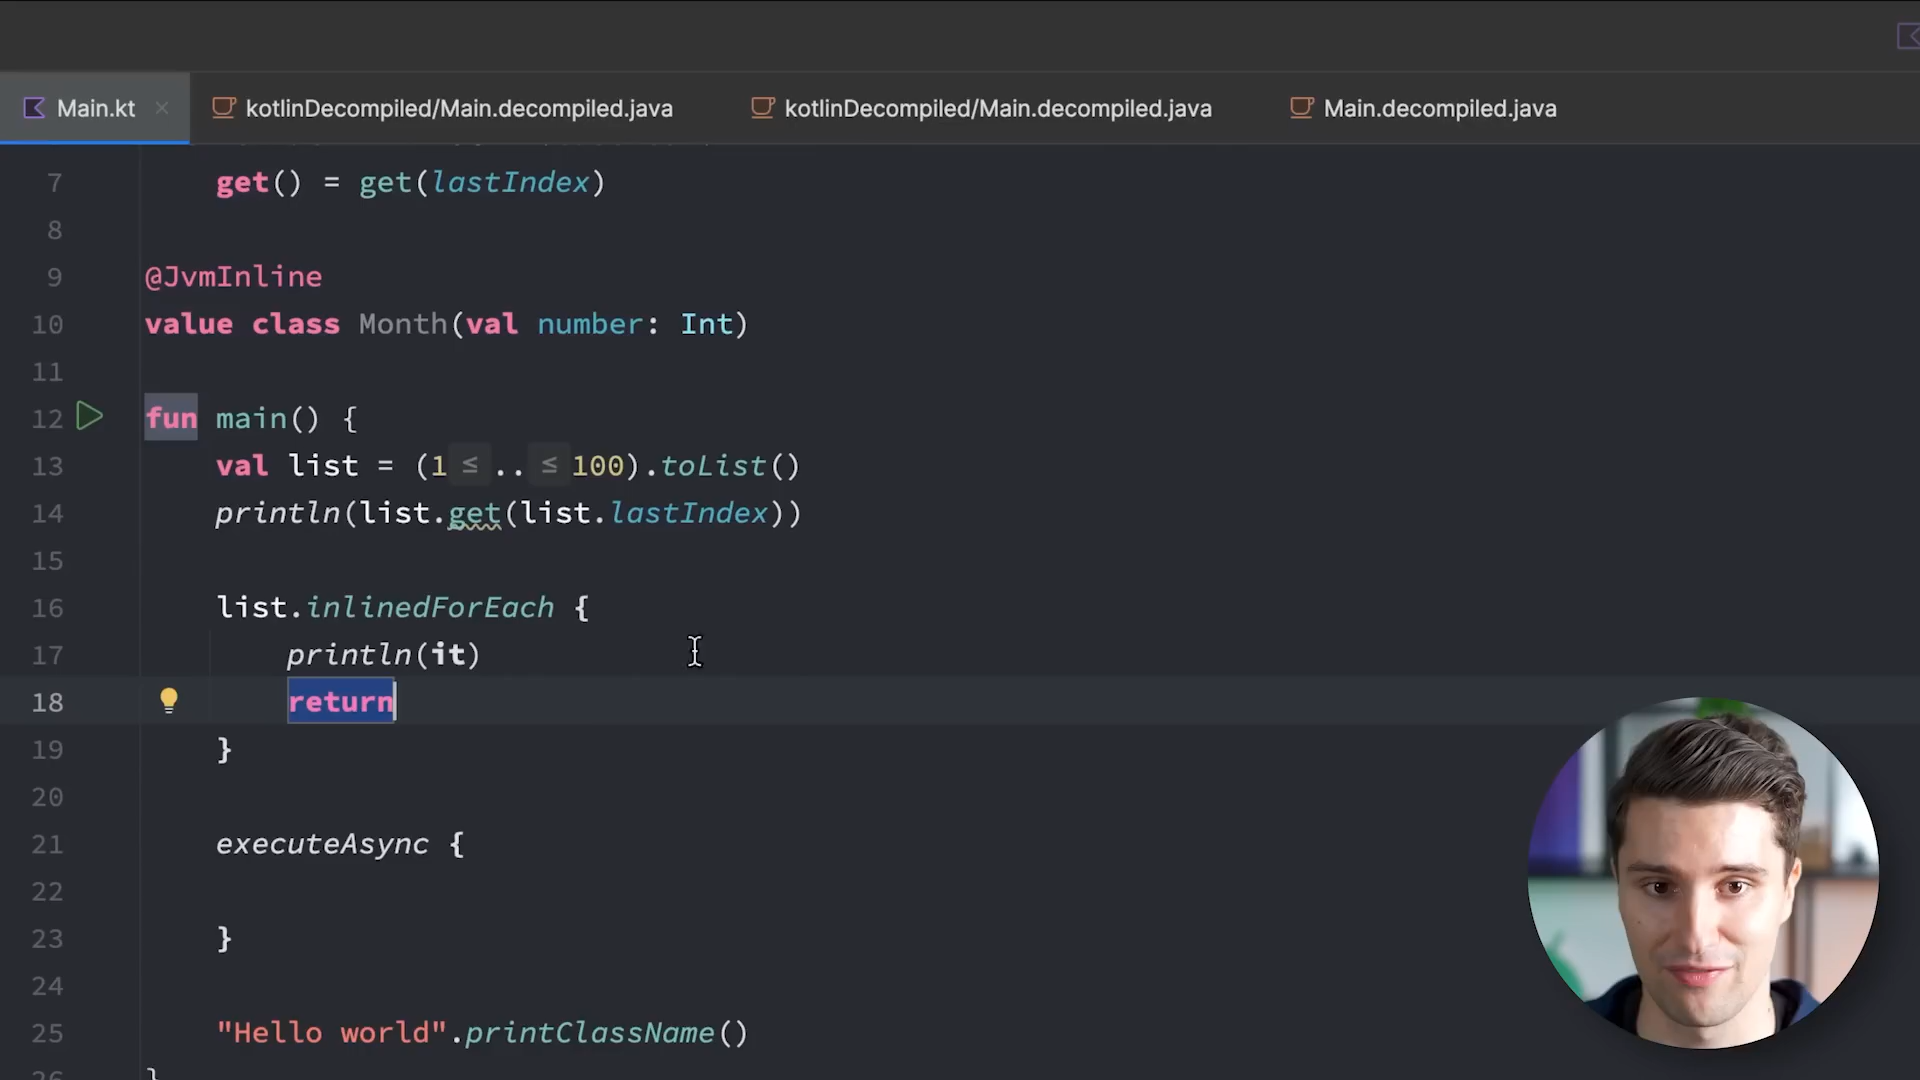 Main.kt
kotlinDecompiled/Main.decompiled.java
kotlinDecompiled/Main.decompiled.java
Main.decompiled.java
7 get() = get(lastIndex)
8
9 @JvmInline
10 value class Month(val number: Int)
11
12 fun main() {
13 val list = (1 ≤ .. ≤ 100).toList()
14 println(list.get(list.lastIndex))
15
16 list.inlinedForEach {
17 println(it)
18 return
19 }
20
21 executeAsync {
22
23 }
24
25 "Hello world".printClassName()
26 }